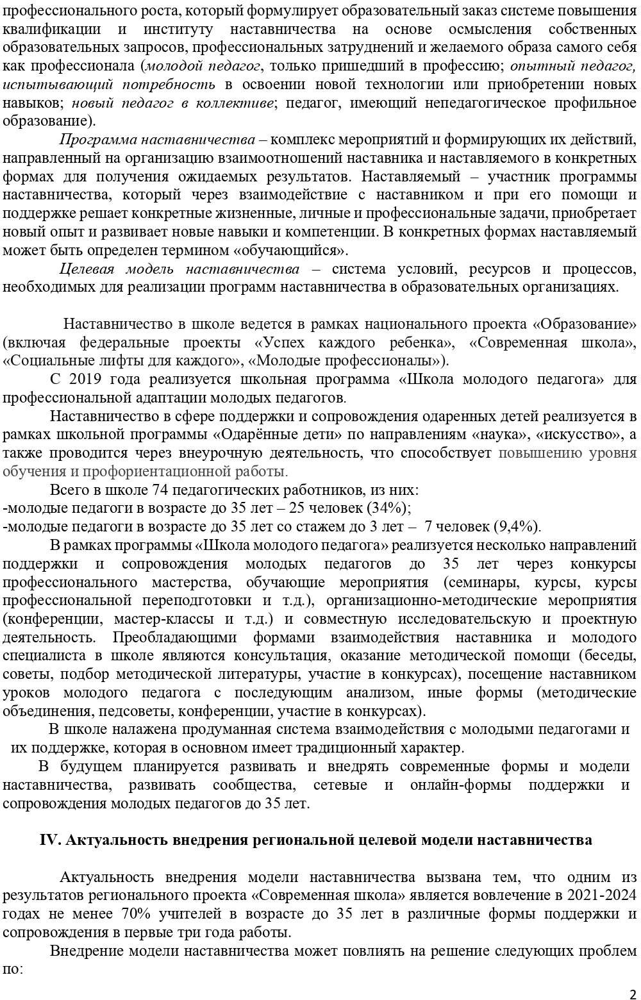 профессионального роста, который формулирует образовательный заказ системе повышения
квалификации и институту наставничества на основе осмысления собственных
образовательных запросов, профессиональных затруднений и желаемого образа самого себя
как профессионала (молодой педагог, только пришедший в профессию; опытный педагог,
испытывающий потребность в освоении новой технологии или приобретении новых
навыков; новый педагог в коллективе; педагог, имеющий непедагогическое профильное
образование).
Программа наставничества – комплекс мероприятий и формирующих их действий,
направленный на организацию взаимоотношений наставника и наставляемого в конкретных
формах для получения ожидаемых результатов. Наставляемый – участник программы
наставничества, который через взаимодействие с наставником и при его помощи и
поддержке решает конкретные жизненные, личные и профессиональные задачи, приобретает
новый опыт и развивает новые навыки и компетенции. В конкретных формах наставляемый
может быть определен термином «обучающийся».
Целевая модель наставничества – система условий, ресурсов и процессов,
необходимых для реализации программ наставничества в образовательных организациях.
Наставничество в школе ведется в рамках национального проекта «Образование»
(включая федеральные проекты «Успех каждого ребенка», «Современная школа»,
«Социальные лифты для каждого», «Молодые профессионалы»).
С 2019 года реализуется школьная программа «Школа молодого педагога» для
профессиональной адаптации молодых педагогов.
Наставничество в сфере поддержки и сопровождения одаренных детей реализуется в
рамках школьной программы «Одарённые дети» по направлениям «наука», «искусство», а
также проводится через внеурочную деятельность, что способствует повышению уровня
обучения и профориентационной работы.
Всего в школе 74 педагогических работников, из них:
-молодые педагоги в возрасте до 35 лет – 25 человек (34%);
-молодые педагоги в возрасте до 35 лет со стажем до 3 лет – 7 человек (9,4%).
В рамках программы «Школа молодого педагога» реализуется несколько направлений
поддержки и сопровождения молодых педагогов до 35 лет через конкурсы
профессионального мастерства, обучающие мероприятия (семинары, курсы, курсы
профессиональной переподготовки и т.д.), организационно-методические мероприятия
(конференции, мастер-классы и т.д.) и совместную исследовательскую и проектную
деятельность. Преобладающими формами взаимодействия наставника и молодого
специалиста в школе являются консультация, оказание методической помощи (беседы,
советы, подбор методической литературы, участие в конкурсах), посещение наставником
уроков молодого педагога с последующим анализом, иные формы (методические
объединения, педсоветы, конференции, участие в конкурсах).
В школе налажена продуманная система взаимодействия с молодыми педагогами и
их поддержке, которая в основном имеет традиционный характер.
В будущем планируется развивать и внедрять современные формы и модели
наставничества, развивать сообщества, сетевые и онлайн-формы поддержки и
сопровождения молодых педагогов до 35 лет.
IV. Актуальность внедрения региональной целевой модели наставничества
Актуальность внедрения модели наставничества вызвана тем, что одним из
результатов регионального проекта «Современная школа» является вовлечение в 2021-2024
годах не менее 70% учителей в возрасте до 35 лет в различные формы поддержки и
сопровождения в первые три года работы.
Внедрение модели наставничества может повлиять на решение следующих проблем
по:
2